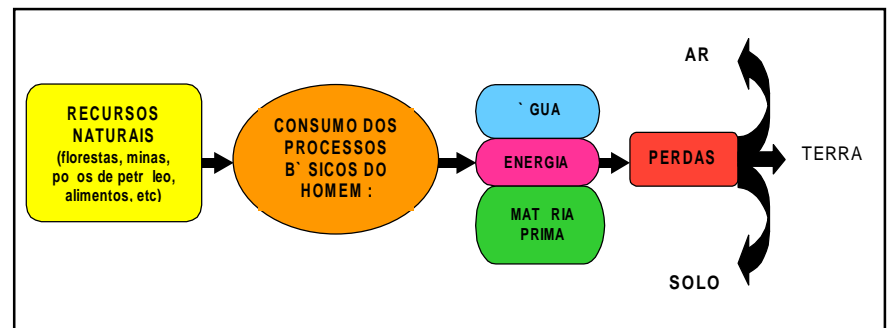 RECURSOS
NATURAIS
(florestas, minas,
po os de petr leo,
alimentos, etc)
CONSUMO DOS
PROCESSOS
B` SICOS DO
HOMEM :
` GUA
ENERGIA
MAT RIA
PRIMA
PERDAS
AR
TERRA
SOLO